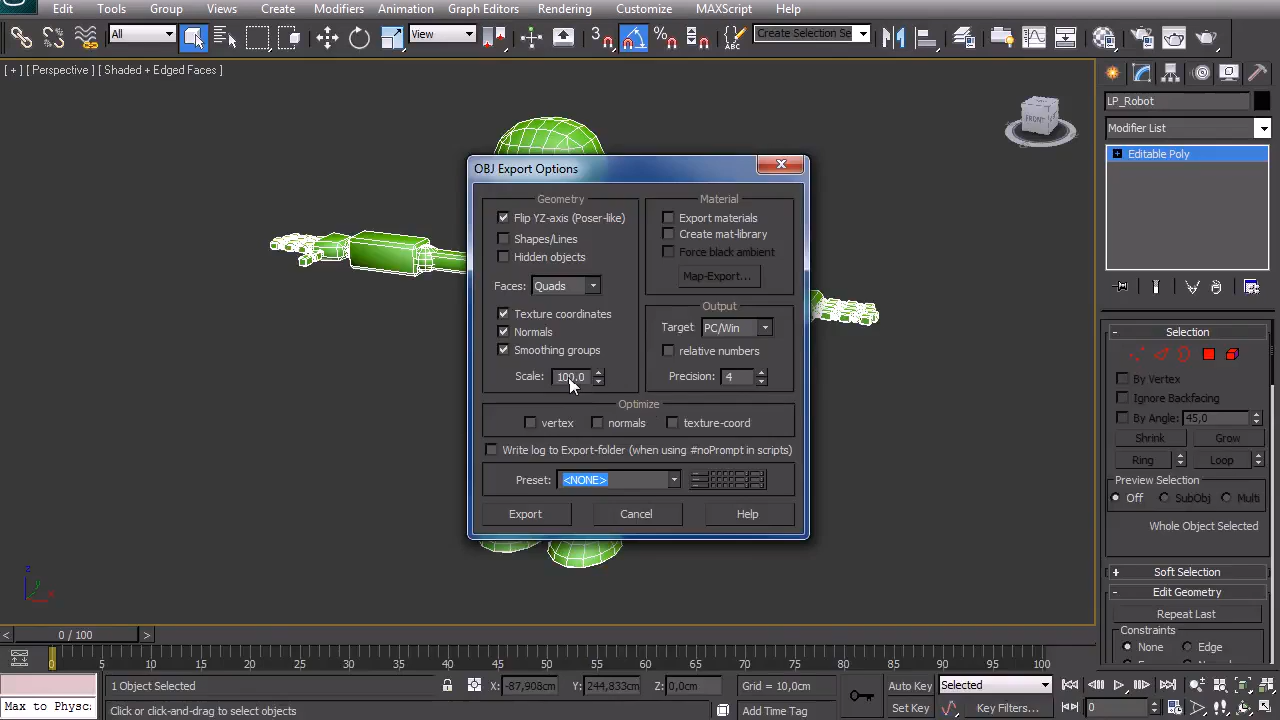 Edit Tools Group Views Create Modifiers Animation Graph Editors Rendering Customize MAXScript Help
All View 3 Create Selection Se
[ + ] [ Perspective ] [ Shaded + Edged Faces ]
FRONT
LP_Robot
Modifier List
Editable Poly
OBJ Export Options
Geometry
Flip YZ-axis (Poser-like)
Shapes/Lines
Hidden objects
Faces: Quads
Texture coordinates
Normals
Smoothing groups
Scale: 100,0
Material
Export materials
Create mat-library
Force black ambient
Map-Export...
Output
Target PC/Win
relative numbers
Precision: 4
Optimize
vertex normals texture-coord
Write log to Export-folder (when using #noPrompt in scripts)
Preset: <NONE>
Export Cancel Help
- Selection
By Vertex
Ignore Backfacing
By Angle: 45,0
Shrink Grow
Ring Loop
Preview Selection
Off SubObj Multi
Whole Object Selected
+ Soft Selection
- Edit Geometry
Repeat Last
Constraints
None Edge
z y x
< 0 / 100 >
0 5 10 15 20 25 30 35 40 45 50 55 60 65 70 75 80 85 90 95 100
1 Object Selected X: -87,908cm Y: 244,833cm Z: 0,0cm Grid = 10,0cm Auto Key Selected
Max to Physc Click or click-and-drag to select objects Add Time Tag Set Key Key Filters... 0